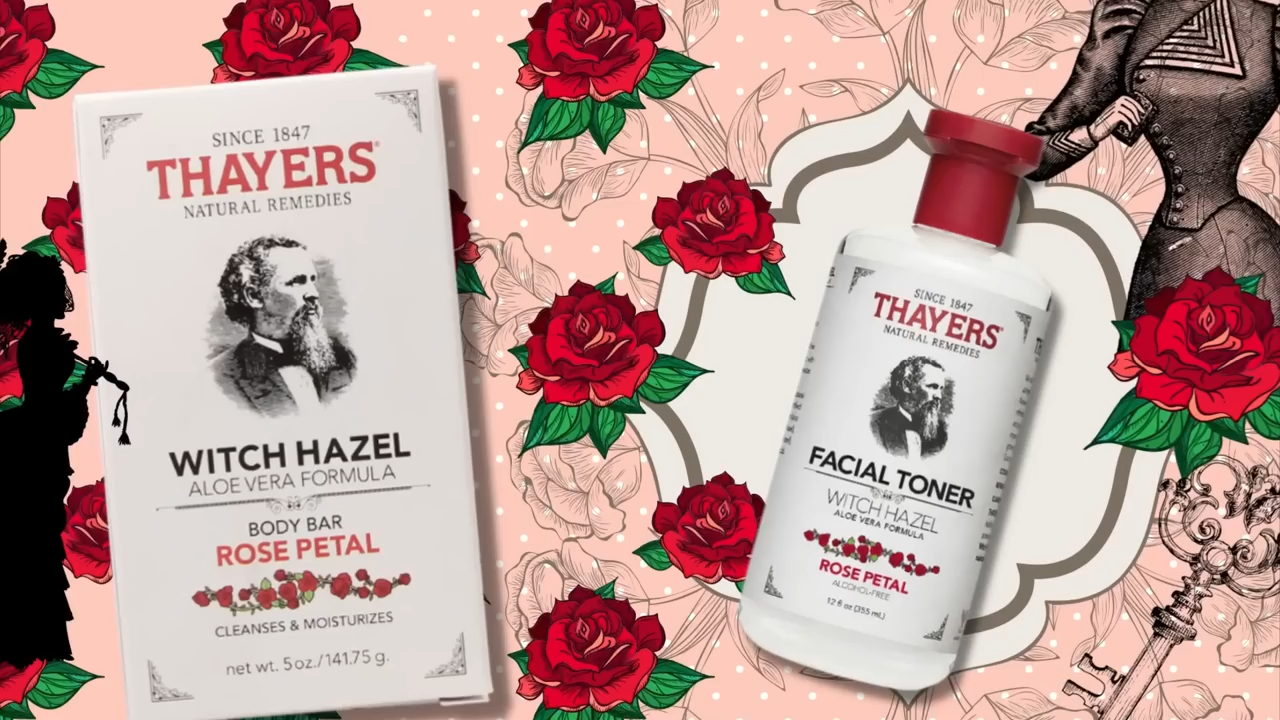 SINCE 1847
THAYERS®
NATURAL REMEDIES
WITCH HAZEL
ALOE VERA FORMULA
BODY BAR
ROSE PETAL
CLEANSES & MOISTURIZES
net wt. 5 oz./141.75 g.
SINCE 1847
THAYERS®
NATURAL REMEDIES
FACIAL TONER
WITCH HAZEL
ALOE VERA FORMULA
ROSE PETAL
ALCOHOL-FREE
12 fl oz (355 mL)